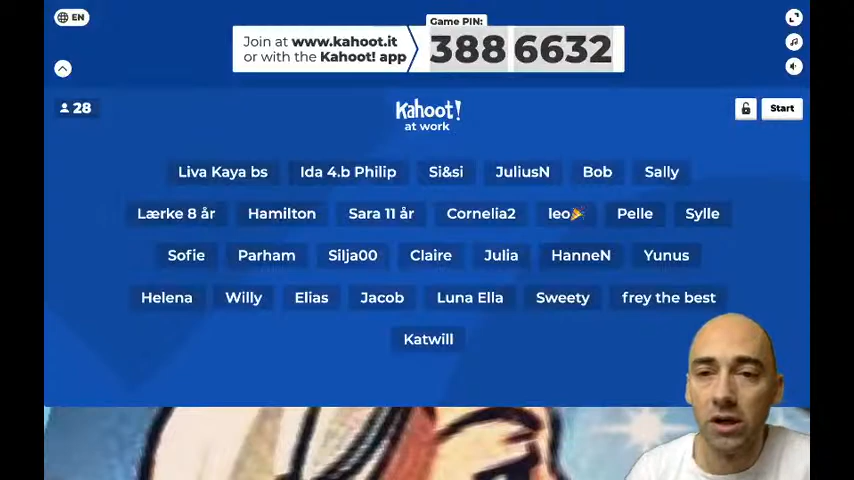 EN
Game PIN:
Join at www.kahoot.it
or with the Kahoot! app
388 6632
28
Kahoot!
at work
Start
Liva Kaya bs Ida 4.b Philip Si&si JuliusN Bob Sally
Lærke 8 år Hamilton Sara 11 år Cornelia2 leo🎉 Pelle Sylle
Sofie Parham Silja00 Claire Julia HanneN Yunus
Helena Willy Elias Jacob Luna Ella Sweety frey the best
Katwill